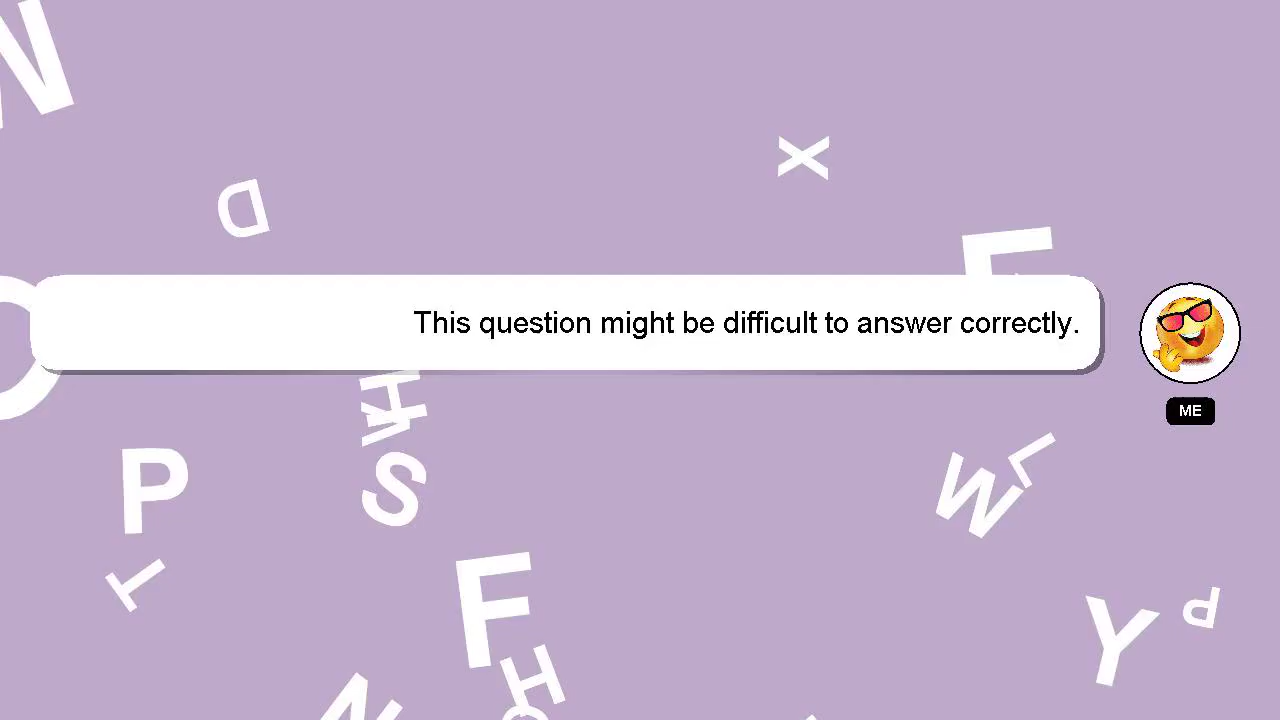 N
D
X
F
This question might be difficult to answer correctly.
ME
H
L
P
S
W
T
F
Y
P
H
N